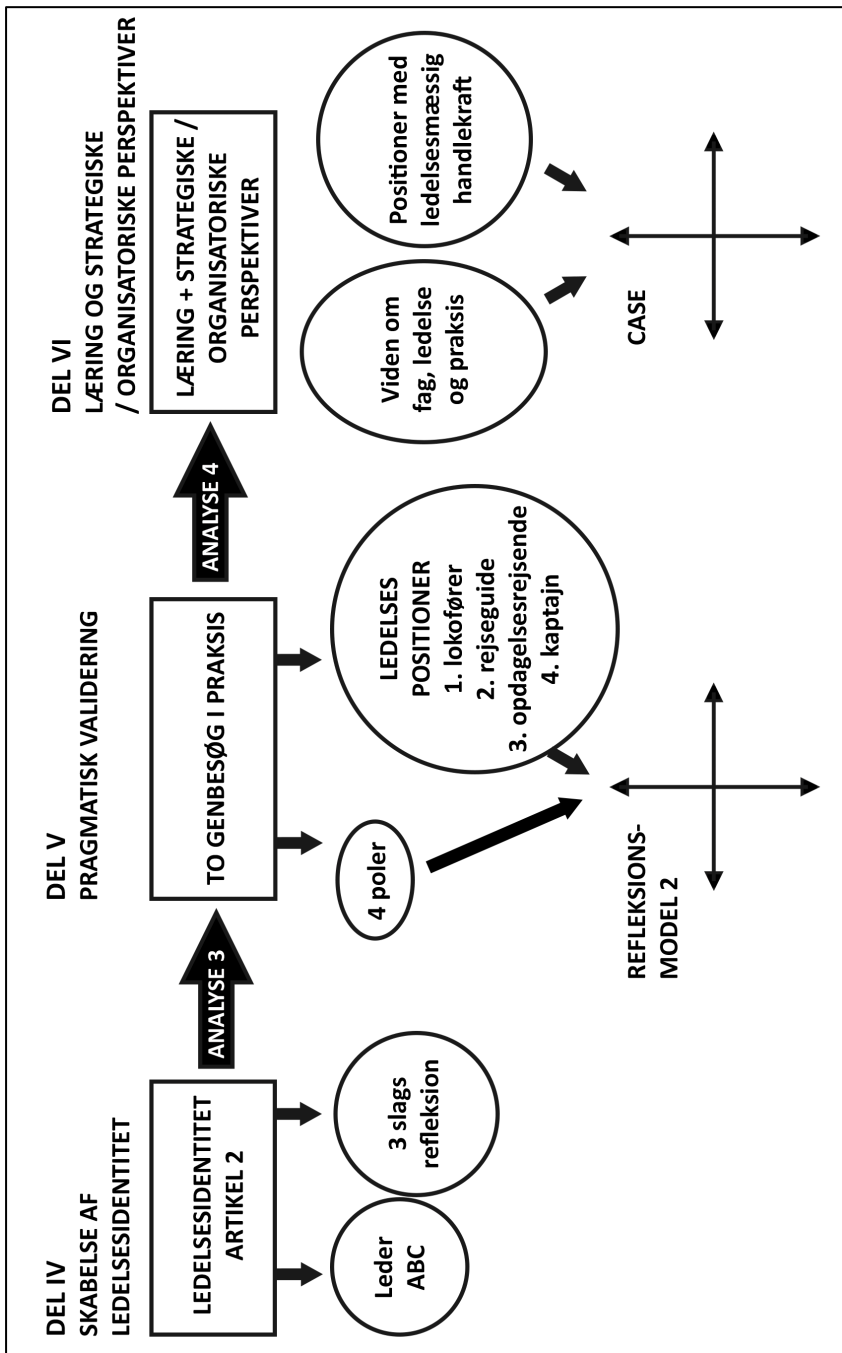 DEL IV
SKABELSE AF
LEDELSESIDENTITET
LEDELSESIDENTITET
ARTIKEL 2
Leder
ABC
3 slags
refleksion
ANALYSE 3
DEL V
PRAGMATISK VALIDERING
TO GENBESØG I PRAKSIS
4 poler
LEDELSES
POSITIONER
1. lokofører
2. rejseguide
3. opdagelsesrejsende
4. kaptajn
REFLEKSIONS-
MODEL 2
ANALYSE 4
DEL VI
LÆRING OG STRATEGISKE
/ ORGANISATORISKE PERSPEKTIVER
LÆRING + STRATEGISKE /
ORGANISATORISKE
PERSPEKTIVER
Viden om
fag, ledelse
og praksis
Positioner med
ledelsesmæssig
handlekraft
CASE